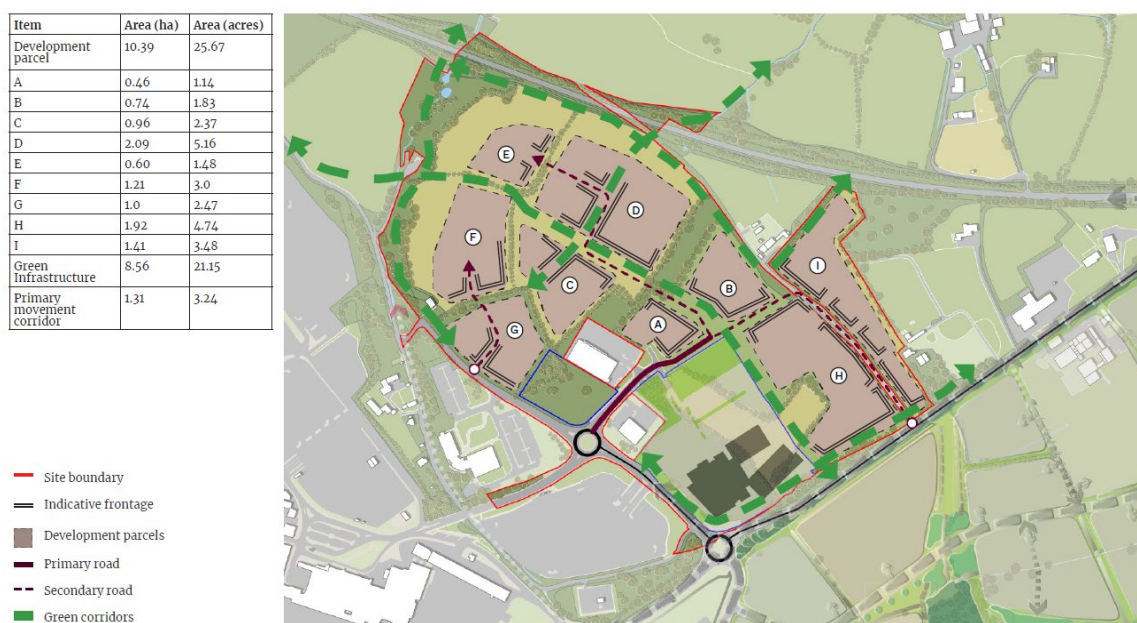 Item Area (ha) Area (acres)
Development parcel 10.39 25.67
A 0.46 1.14
B 0.74 1.83
C 0.96 2.37
D 2.09 5.16
E 0.60 1.48
F 1.21 3.0
G 1.0 2.47
H 1.92 4.74
I 1.41 3.48
Green Infrastructure 8.56 21.15
Primary movement corridor 1.31 3.24
E
D
F
I
C
B
A
G
H
Site boundary
Indicative frontage
Development parcels
Primary road
Secondary road
Green corridors